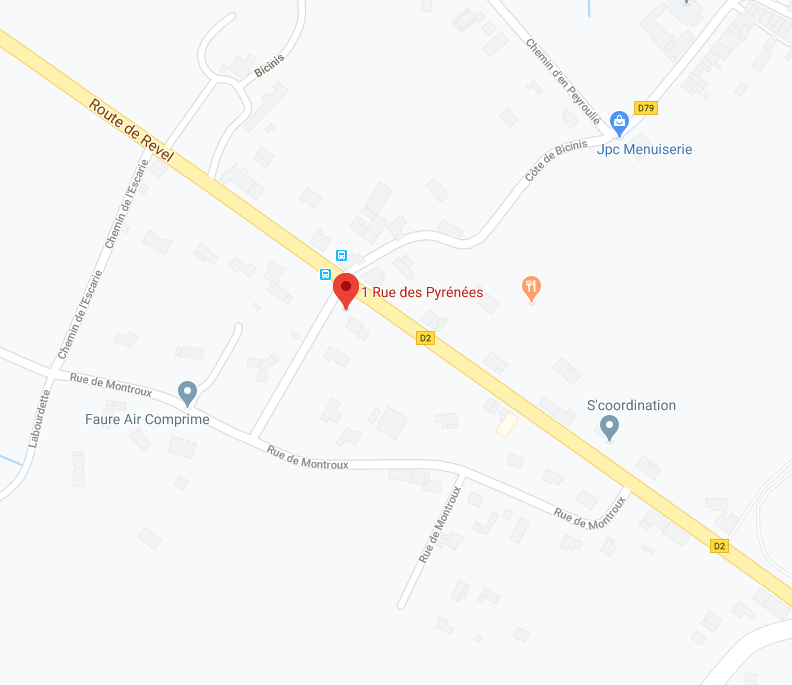 Bicinis
Chemin d'en Peyroulié
D79
Route de Revel
Jpc Menuiserie
Côte de Bicinis
Chemin de l'Escarie
1 Rue des Pyrénées
Chemin de l'Escarie
D2
Rue de Montroux
Labourdette
Faure Air Comprime
S'coordination
Rue de Montroux
Rue de Montroux
Rue de Montroux
D2